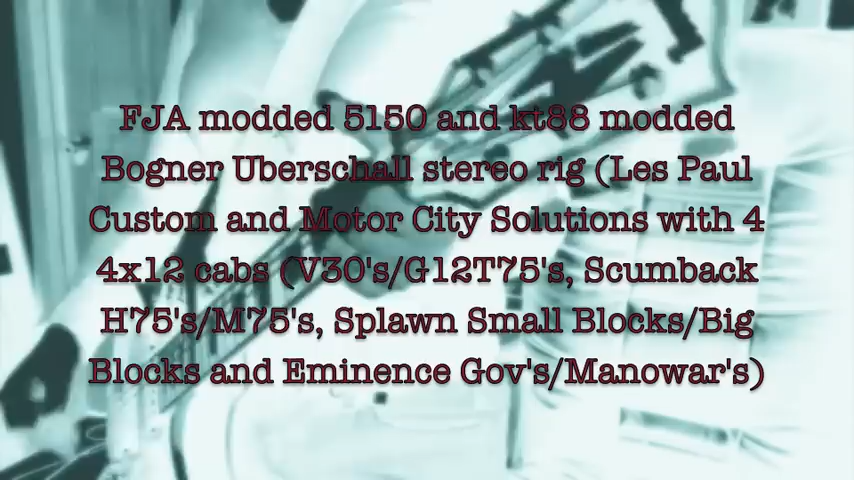 FJA modded 5150 and kt88 modded
Bogner Uberschall stereo rig (Les Paul
Custom and Motor City Solutions with 4
4x12 cabs (V30's/G12T75's, Scumback
H75's/M75's, Splawn Small Blocks/Big
Blocks and Eminence Gov's/Manowar's)